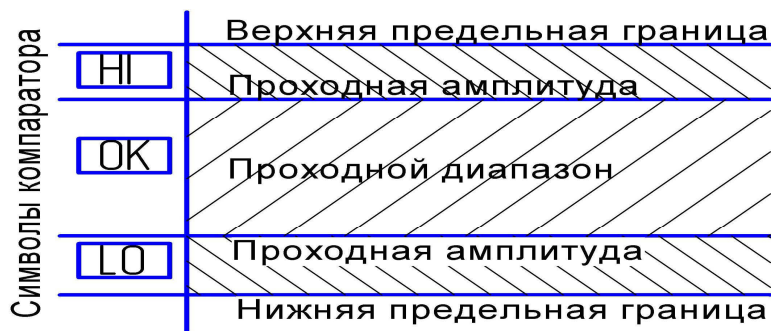 Символы компаратора
Верхняя предельная граница
HI
Проходная амплитуда
OK
Проходной диапазон
LO
Проходная амплитуда
Нижняя предельная граница